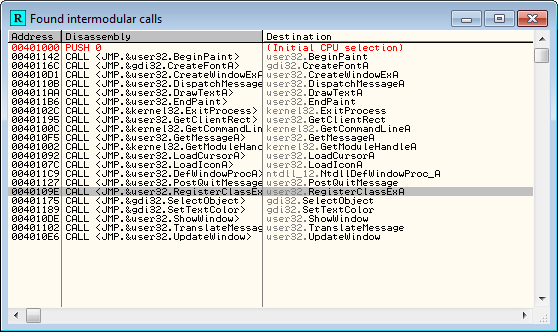 R Found intermodular calls
Address Disassembly Destination
00401000 PUSH 0 (Initial CPU selection)
00401142 CALL <JMP.&user32.BeginPaint> user32.BeginPaint
0040116C CALL <JMP.&gdi32.CreateFontA> gdi32.CreateFontA
004010D1 CALL <JMP.&user32.CreateWindowExA user32.CreateWindowExA
0040110B CALL <JMP.&user32.DispatchMessage user32.DispatchMessageA
004011AA CALL <JMP.&user32.DrawTextA> user32.DrawTextA
004011B6 CALL <JMP.&user32.EndPaint> user32.EndPaint
0040102C CALL <JMP.&kernel32.ExitProcess> kernel32.ExitProcess
00401195 CALL <JMP.&user32.GetClientRect> user32.GetClientRect
0040100C CALL <JMP.&kernel32.GetCommandLin kernel32.GetCommandLineA
004010F5 CALL <JMP.&user32.GetMessageA> user32.GetMessageA
00401002 CALL <JMP.&kernel32.GetModuleHand kernel32.GetModuleHandleA
00401092 CALL <JMP.&user32.LoadCursorA> user32.LoadCursorA
0040107C CALL <JMP.&user32.LoadIconA> user32.LoadIconA
004011C9 CALL <JMP.&user32.DefWindowProcA> ntdll_12.NtdllDefWindowProc_A
00401127 CALL <JMP.&user32.PostQuitMessage user32.PostQuitMessage
0040109E CALL <JMP.&user32.RegisterClassEx user32.RegisterClassExA
00401175 CALL <JMP.&gdi32.SelectObject> gdi32.SelectObject
00401189 CALL <JMP.&gdi32.SetTextColor> gdi32.SetTextColor
004010DE CALL <JMP.&user32.ShowWindow> user32.ShowWindow
00401102 CALL <JMP.&user32.TranslateMessag user32.TranslateMessage
004010E6 CALL <JMP.&user32.UpdateWindow> user32.UpdateWindow